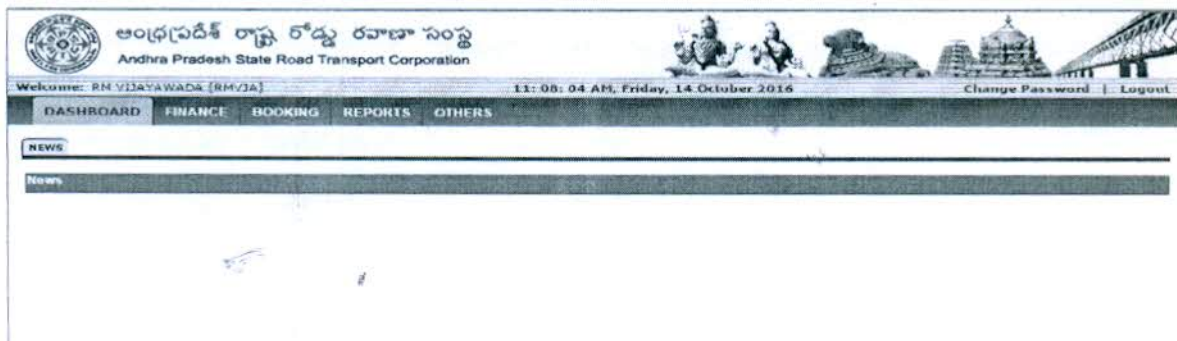 ఆంధ్రప్రదేశ్ రాష్ట్ర రోడ్డు రవాణా సంస్థ
Andhra Pradesh State Road Transport Corporation
Welcome: RM VIJAYAWADA [RMVJA] 11: 08: 04 AM, Friday, 14 October 2016 Change Password | Logout
DASHBOARD FINANCE BOOKING REPORTS OTHERS
NEWS
News